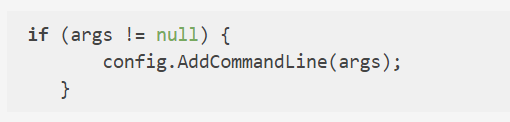 if (args != null) {
        config.AddCommandLine(args);
    }